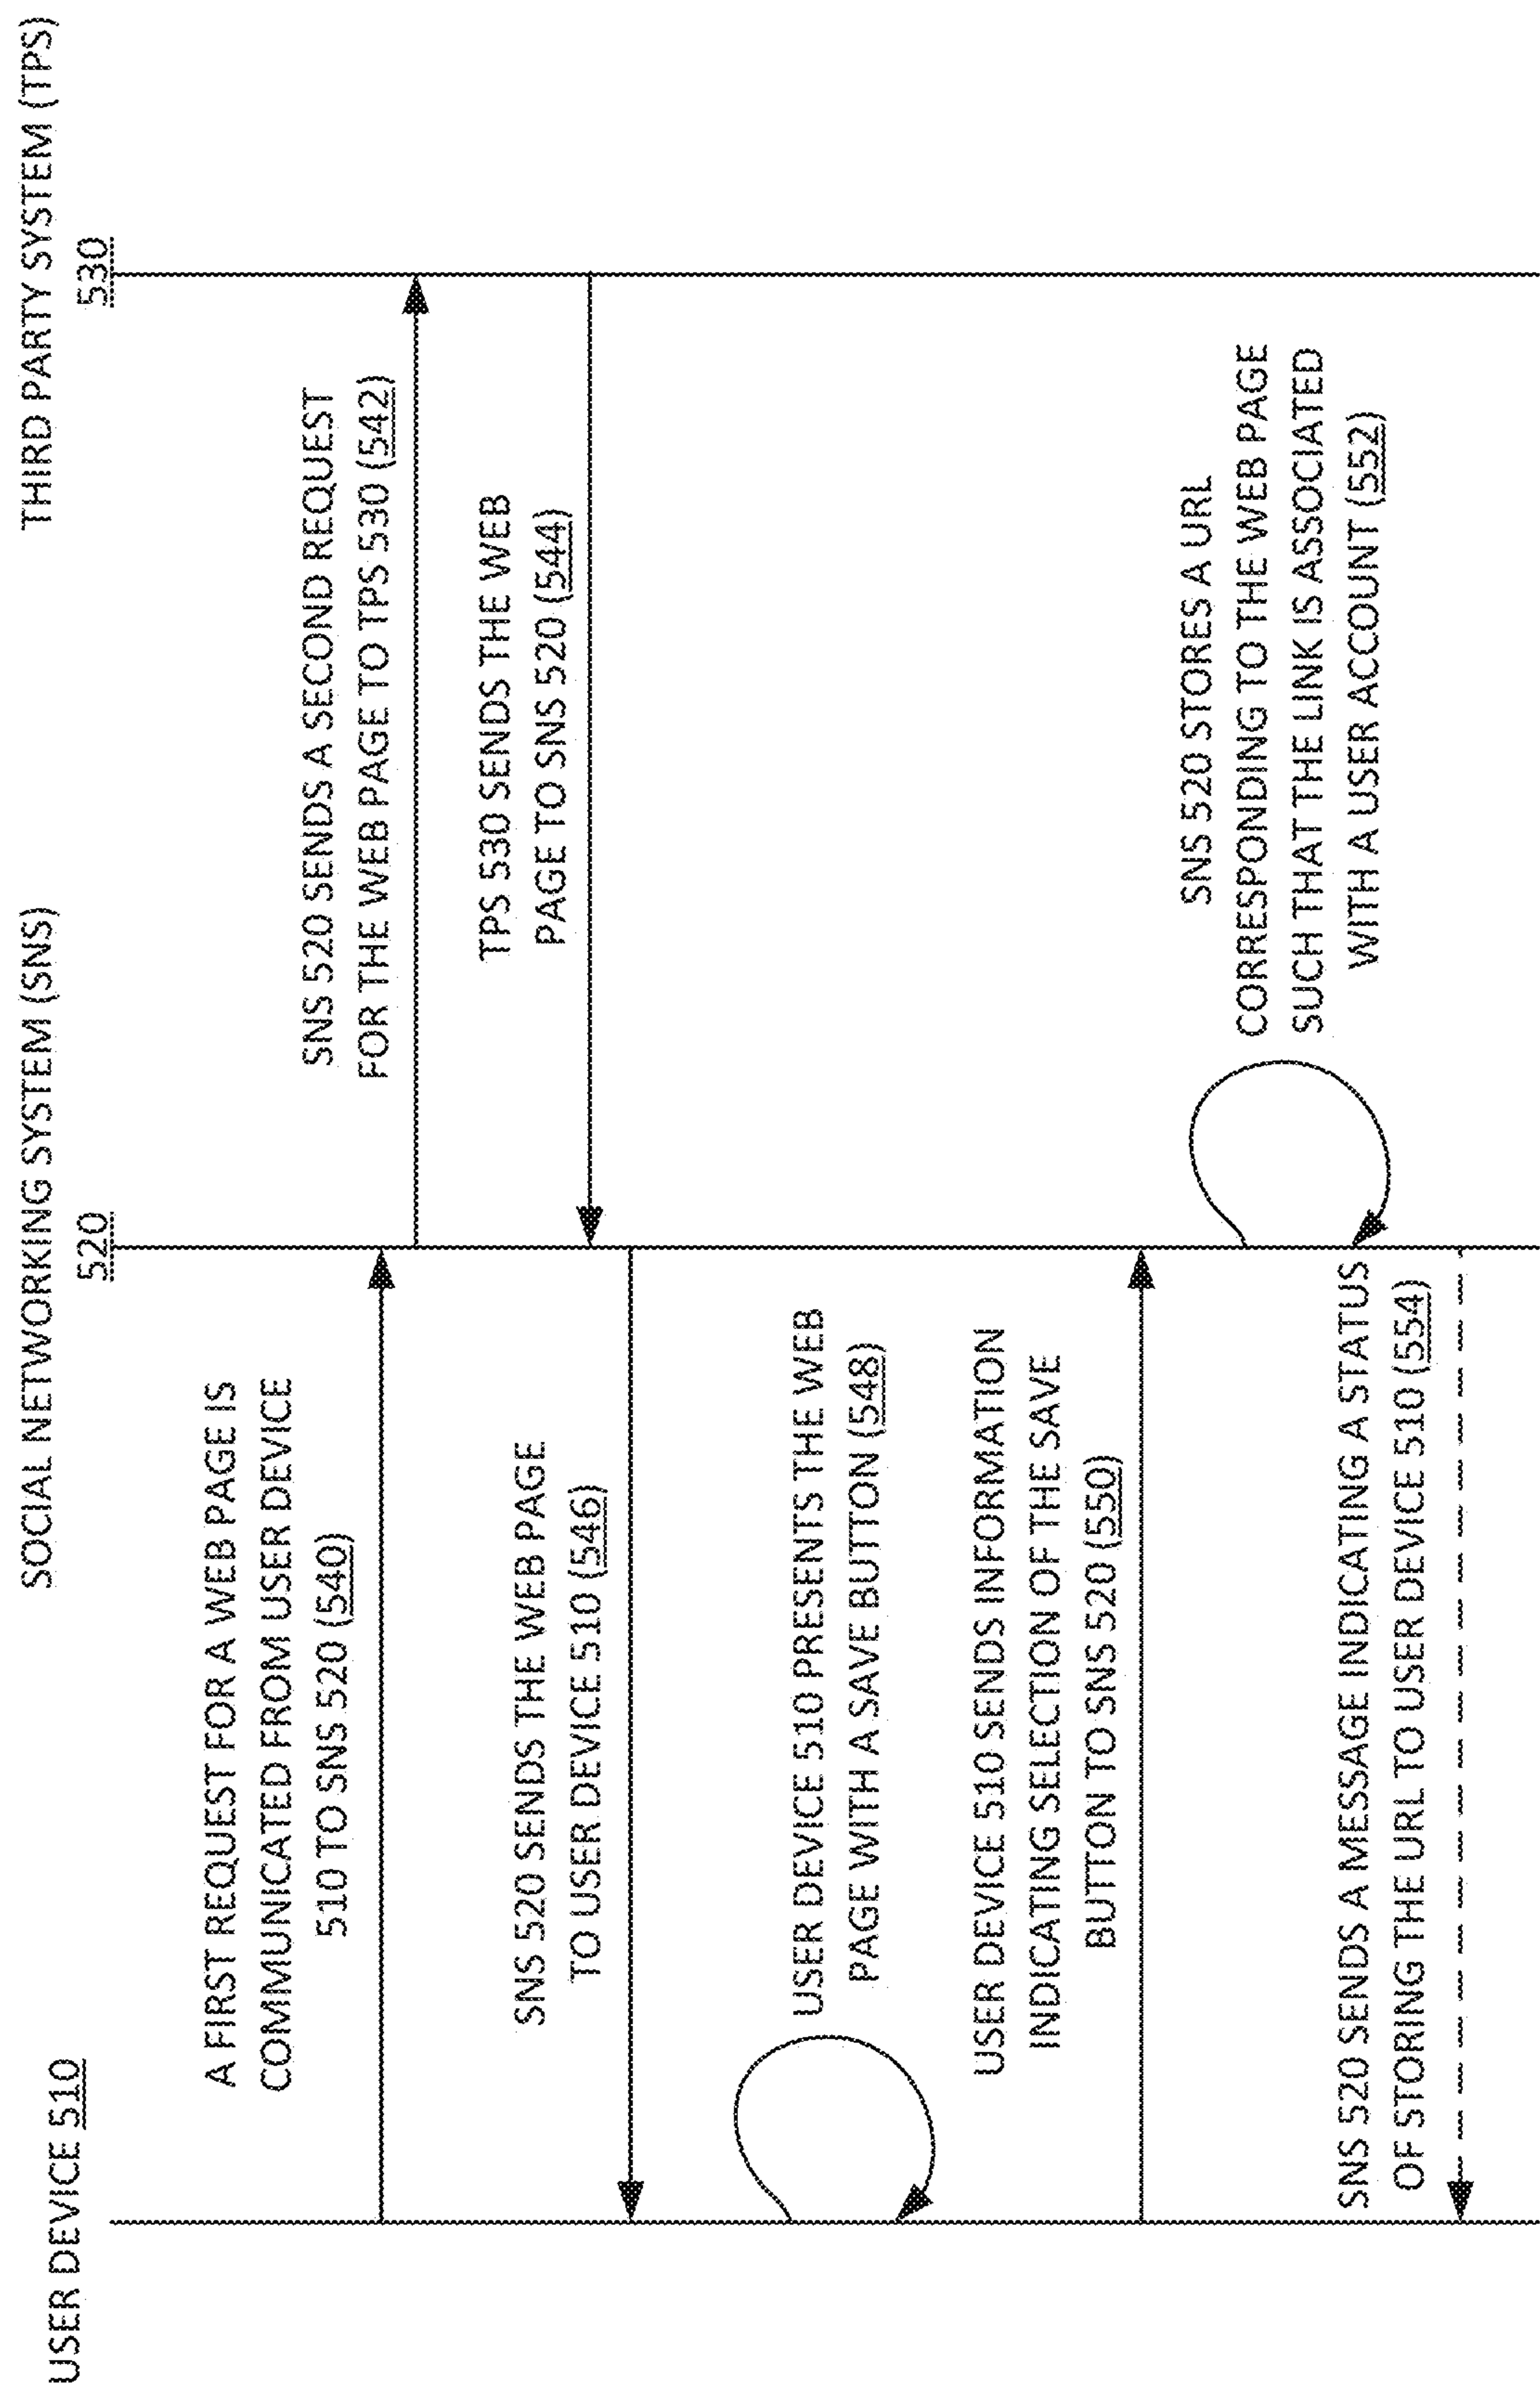 USER DEVICE 510
SOCIAL NETWORKING SYSTEM (SNS)
520
THIRD PARTY SYSTEM (TPS)
530
A FIRST REQUEST FOR A WEB PAGE IS
COMMUNICATED FROM USER DEVICE
510 TO SNS 520 (540)
SNS 520 SENDS A SECOND REQUEST
FOR THE WEB PAGE TO TPS 530 (542)
TPS 530 SENDS THE WEB
PAGE TO SNS 520 (544)
SNS 520 SENDS THE WEB PAGE
TO USER DEVICE 510 (546)
USER DEVICE 510 PRESENTS THE WEB
PAGE WITH A SAVE BUTTON (548)
USER DEVICE 510 SENDS INFORMATION
INDICATING SELECTION OF THE SAVE
BUTTON TO SNS 520 (550)
SNS 520 STORES A URL
CORRESPONDING TO THE WEB PAGE
SUCH THAT THE LINK IS ASSOCIATED
WITH A USER ACCOUNT (552)
SNS 520 SENDS A MESSAGE INDICATING A STATUS
OF STORING THE URL TO USER DEVICE 510 (554)